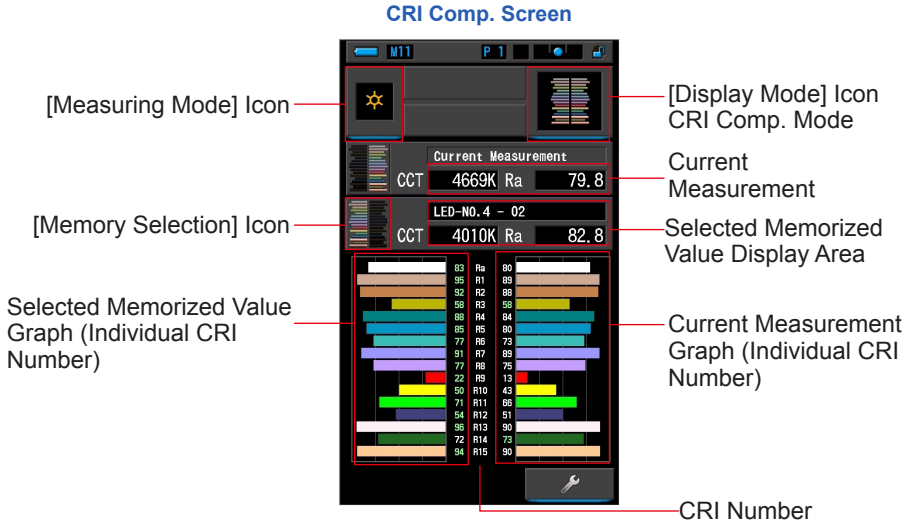 CRI Comp. Screen
M11 P 1
[Measuring Mode] Icon
[Display Mode] Icon
CRI Comp. Mode
Current Measurement
CCT 4669K Ra 79.8
Current
Measurement
[Memory Selection] Icon
LED-NO.4 - 02
CCT 4010K Ra 82.8
Selected Memorized
Value Display Area
Selected Memorized Value
Graph (Individual CRI
Number)
83 Ra 80
95 R1 89
92 R2 88
58 R3 58
88 R4 84
85 R5 80
77 R6 73
91 R7 89
77 R8 75
22 R9 13
50 R10 43
71 R11 66
54 R12 51
96 R13 90
72 R14 73
94 R15 90
Current Measurement
Graph (Individual CRI
Number)
CRI Number